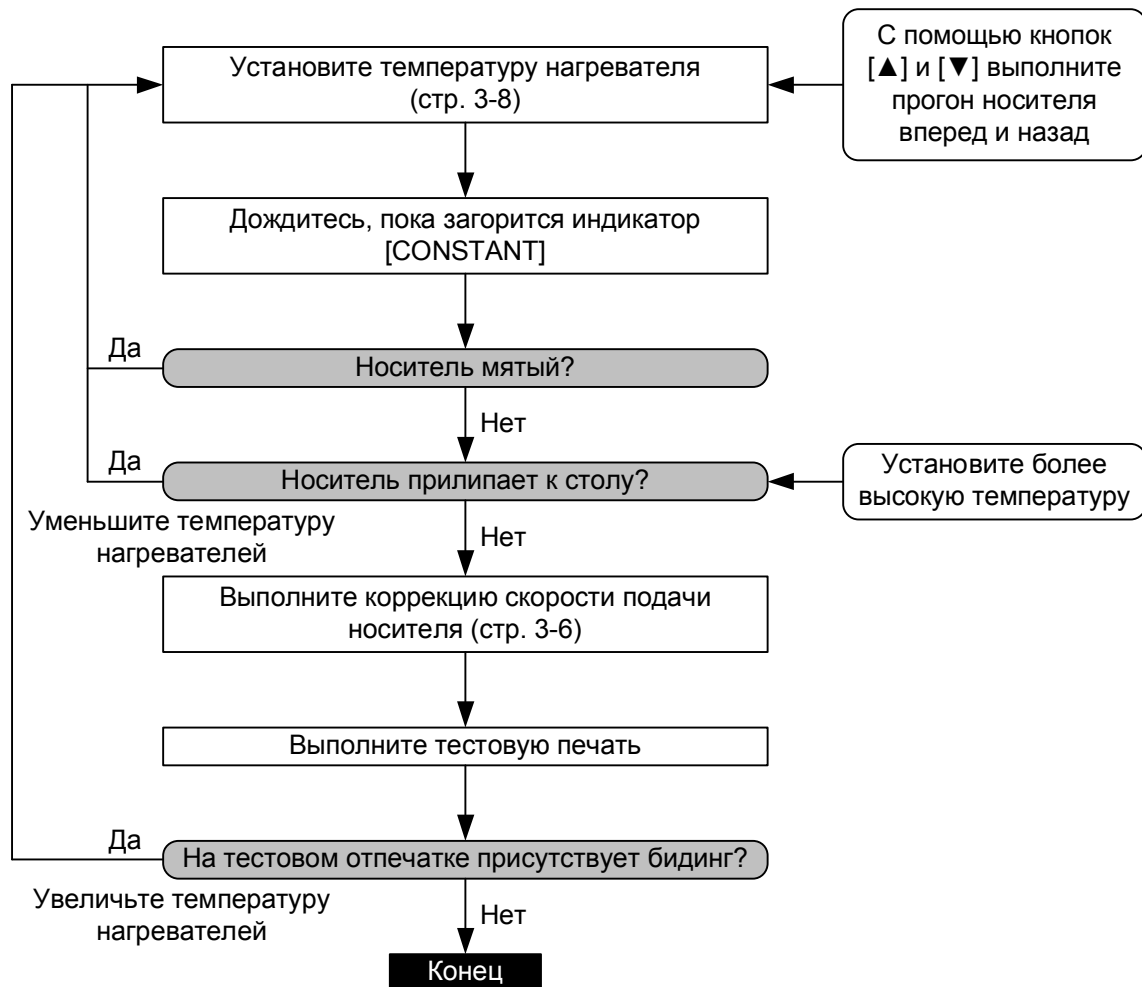 Установите температуру нагревателя
(стр. 3-8)
С помощью кнопок
[▲] и [▼] выполните
прогон носителя
вперед и назад
Дождитесь, пока загорится индикатор
[CONSTANT]
Да
Носитель мятый?
Нет
Да
Носитель прилипает к столу?
Установите более
высокую температуру
Уменьшите температуру
нагревателей
Нет
Выполните коррекцию скорости подачи
носителя (стр. 3-6)
Выполните тестовую печать
Да
На тестовом отпечатке присутствует бидинг?
Увеличьте температуру
нагревателей
Нет
Конец